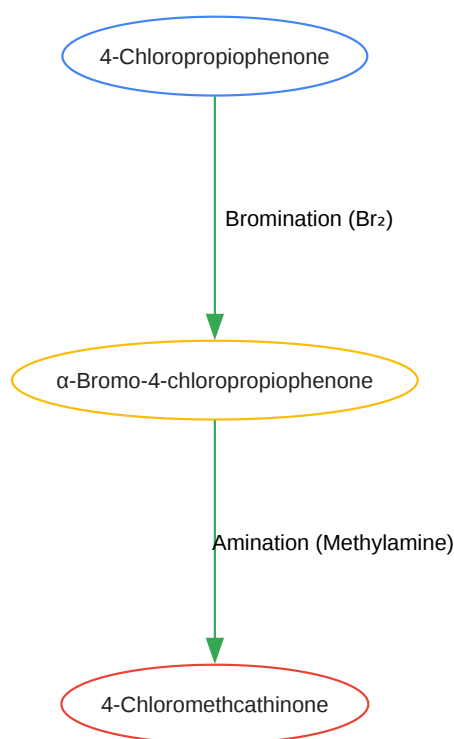 4-Chloropropiophenone
Bromination (Br₂)
α-Bromo-4-chloropropiophenone
Amination (Methylamine)
4-Chloromethcathinone